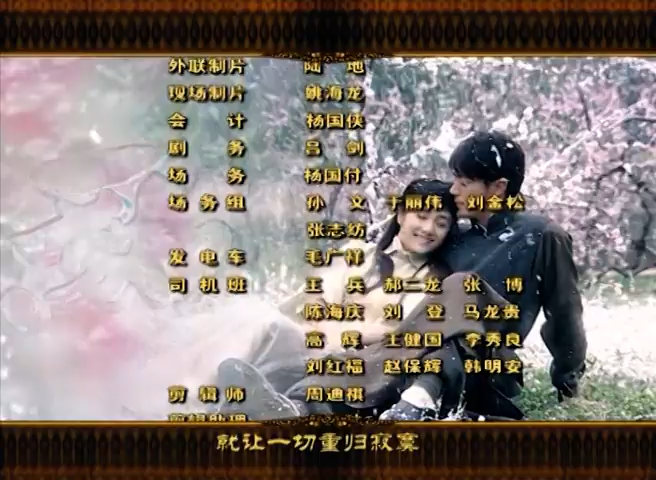 外联制片 陆 地
现场制片 姚海龙
会 计 杨国侠
剧 务 吕 剑
场 务 杨国付
场务组 孙 文 于丽伟 刘金松
张志纺
发电车 毛广祥
司机班 王 兵 郝二龙 张 博
陈海庆 刘 登 马龙贵
高 辉 王健国 李秀良
刘红福 赵保辉 韩明安
剪辑师 周迪祺
剪辑助理
就让一切重归寂寞